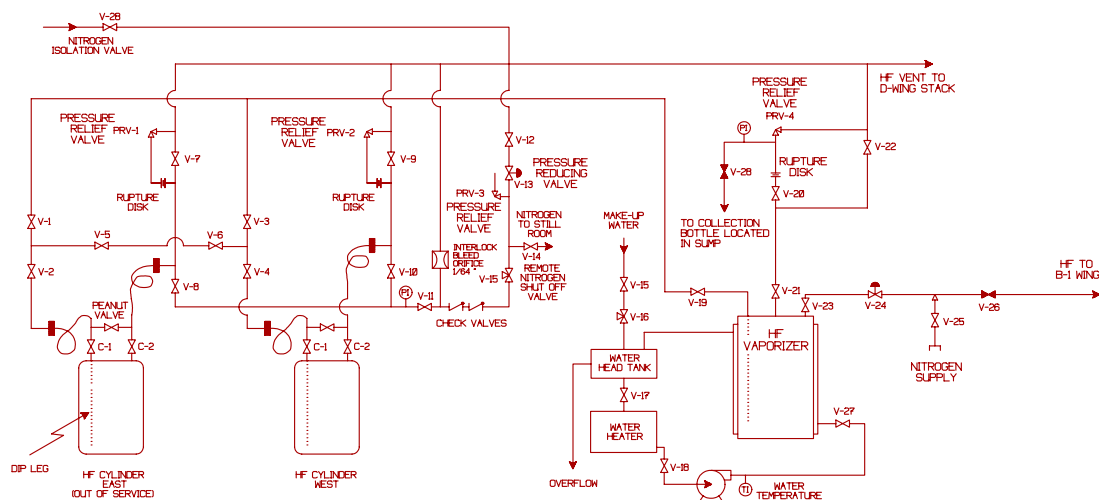 V-28
NITROGEN
ISOLATION VALVE
HF VENT TO
D-WING STACK
PRESSURE
RELIEF
VALVE
PRV-1
V-7
RUPTURE
DISK
PRESSURE
RELIEF
VALVE
PRV-2
V-9
RUPTURE
DISK
V-12
PRESSURE
REDUCING
VALVE
V-13
PRV-3
PRESSURE
RELIEF
VALVE
NITROGEN
TO STILL
ROOM
V-14
PRESSURE
RELIEF
VALVE
PRV-4
PI
V-22
V-28
RUPTURE
DISK
V-20
TO COLLECTION
BOTTLE LOCATED
IN SUMP
V-1
V-3
V-5
V-6
V-2
V-4
V-8
V-10
INTERLOCK
BLEED
ORIFICE
1/64"
V-15
REMOTE
NITROGEN
SHUT OFF
VALVE
PI
V-11
CHECK VALVES
PEANUT
VALVE
C-1
C-2
C-1
C-2
MAKE-UP
WATER
V-15
V-16
WATER
HEAD TANK
V-17
WATER
HEATER
V-18
OVERFLOW
TI
WATER
TEMPERATURE
V-19
V-21
V-23
HF
VAPORIZER
V-27
V-24
V-25
V-26
NITROGEN
SUPPLY
HF TO
B-1 WING
DIP LEG
HF CYLINDER
EAST
(OUT OF SERVICE)
HF CYLINDER
WEST